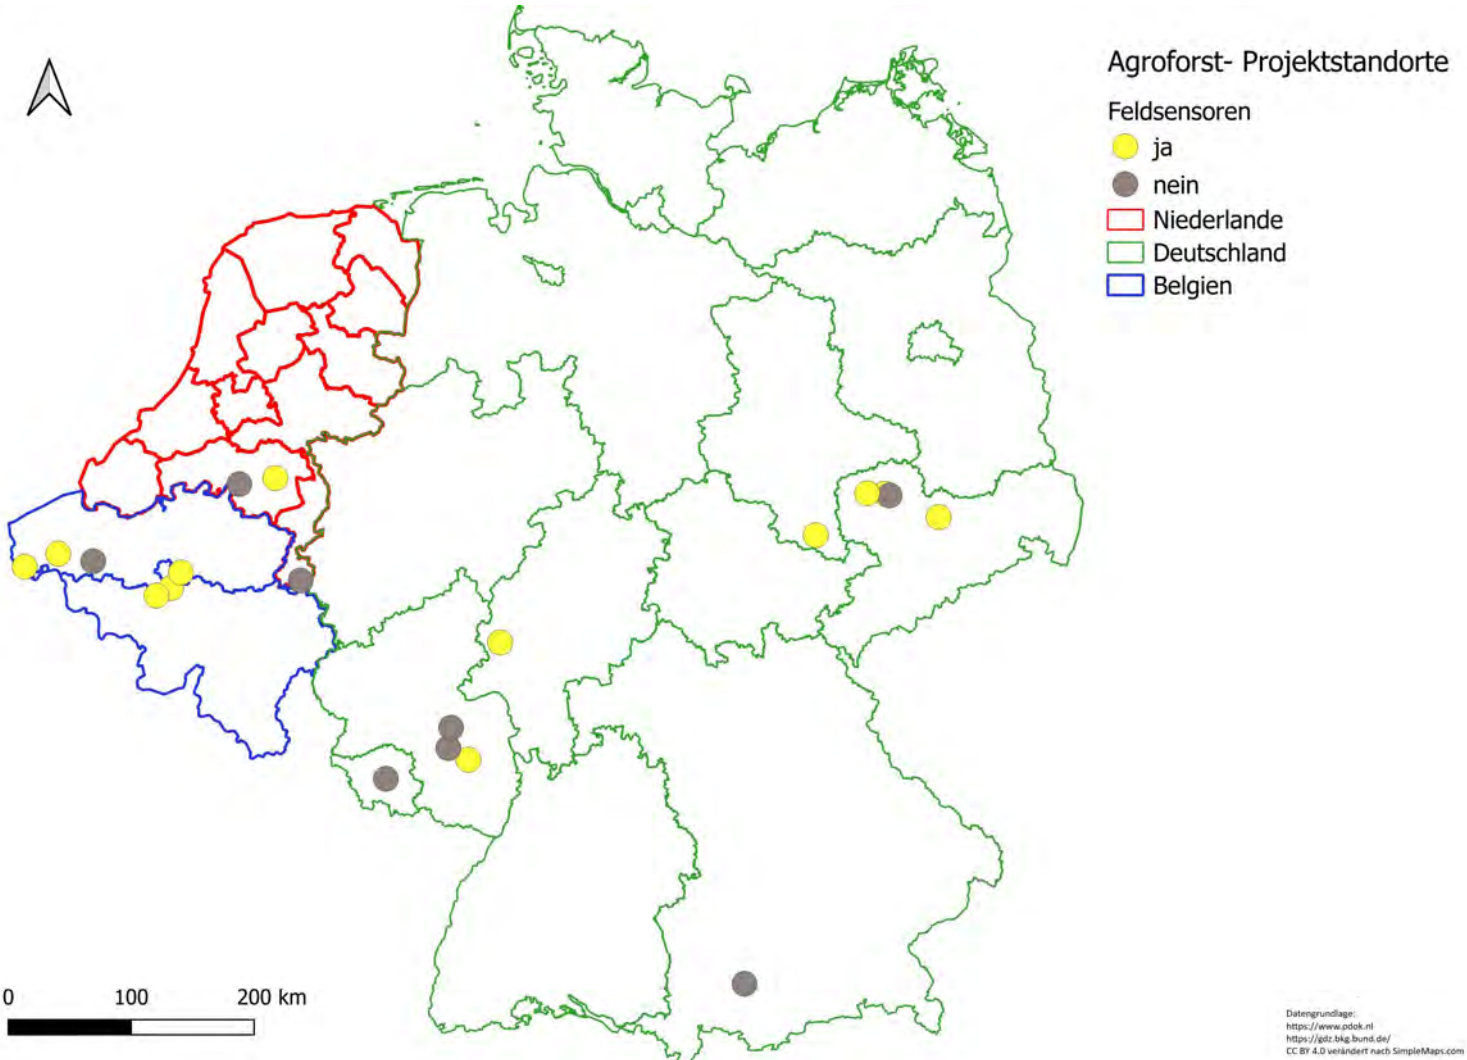 Agroforst- Projektstandorte
Feldsensoren
ja
nein
Niederlande
Deutschland
Belgien
0 100 200 km
Datengrundlage:
https://www.pdok.nl
https://gdz.bkg.bund.de/
CC BY 4.0 verändert nach SimpleMaps.com